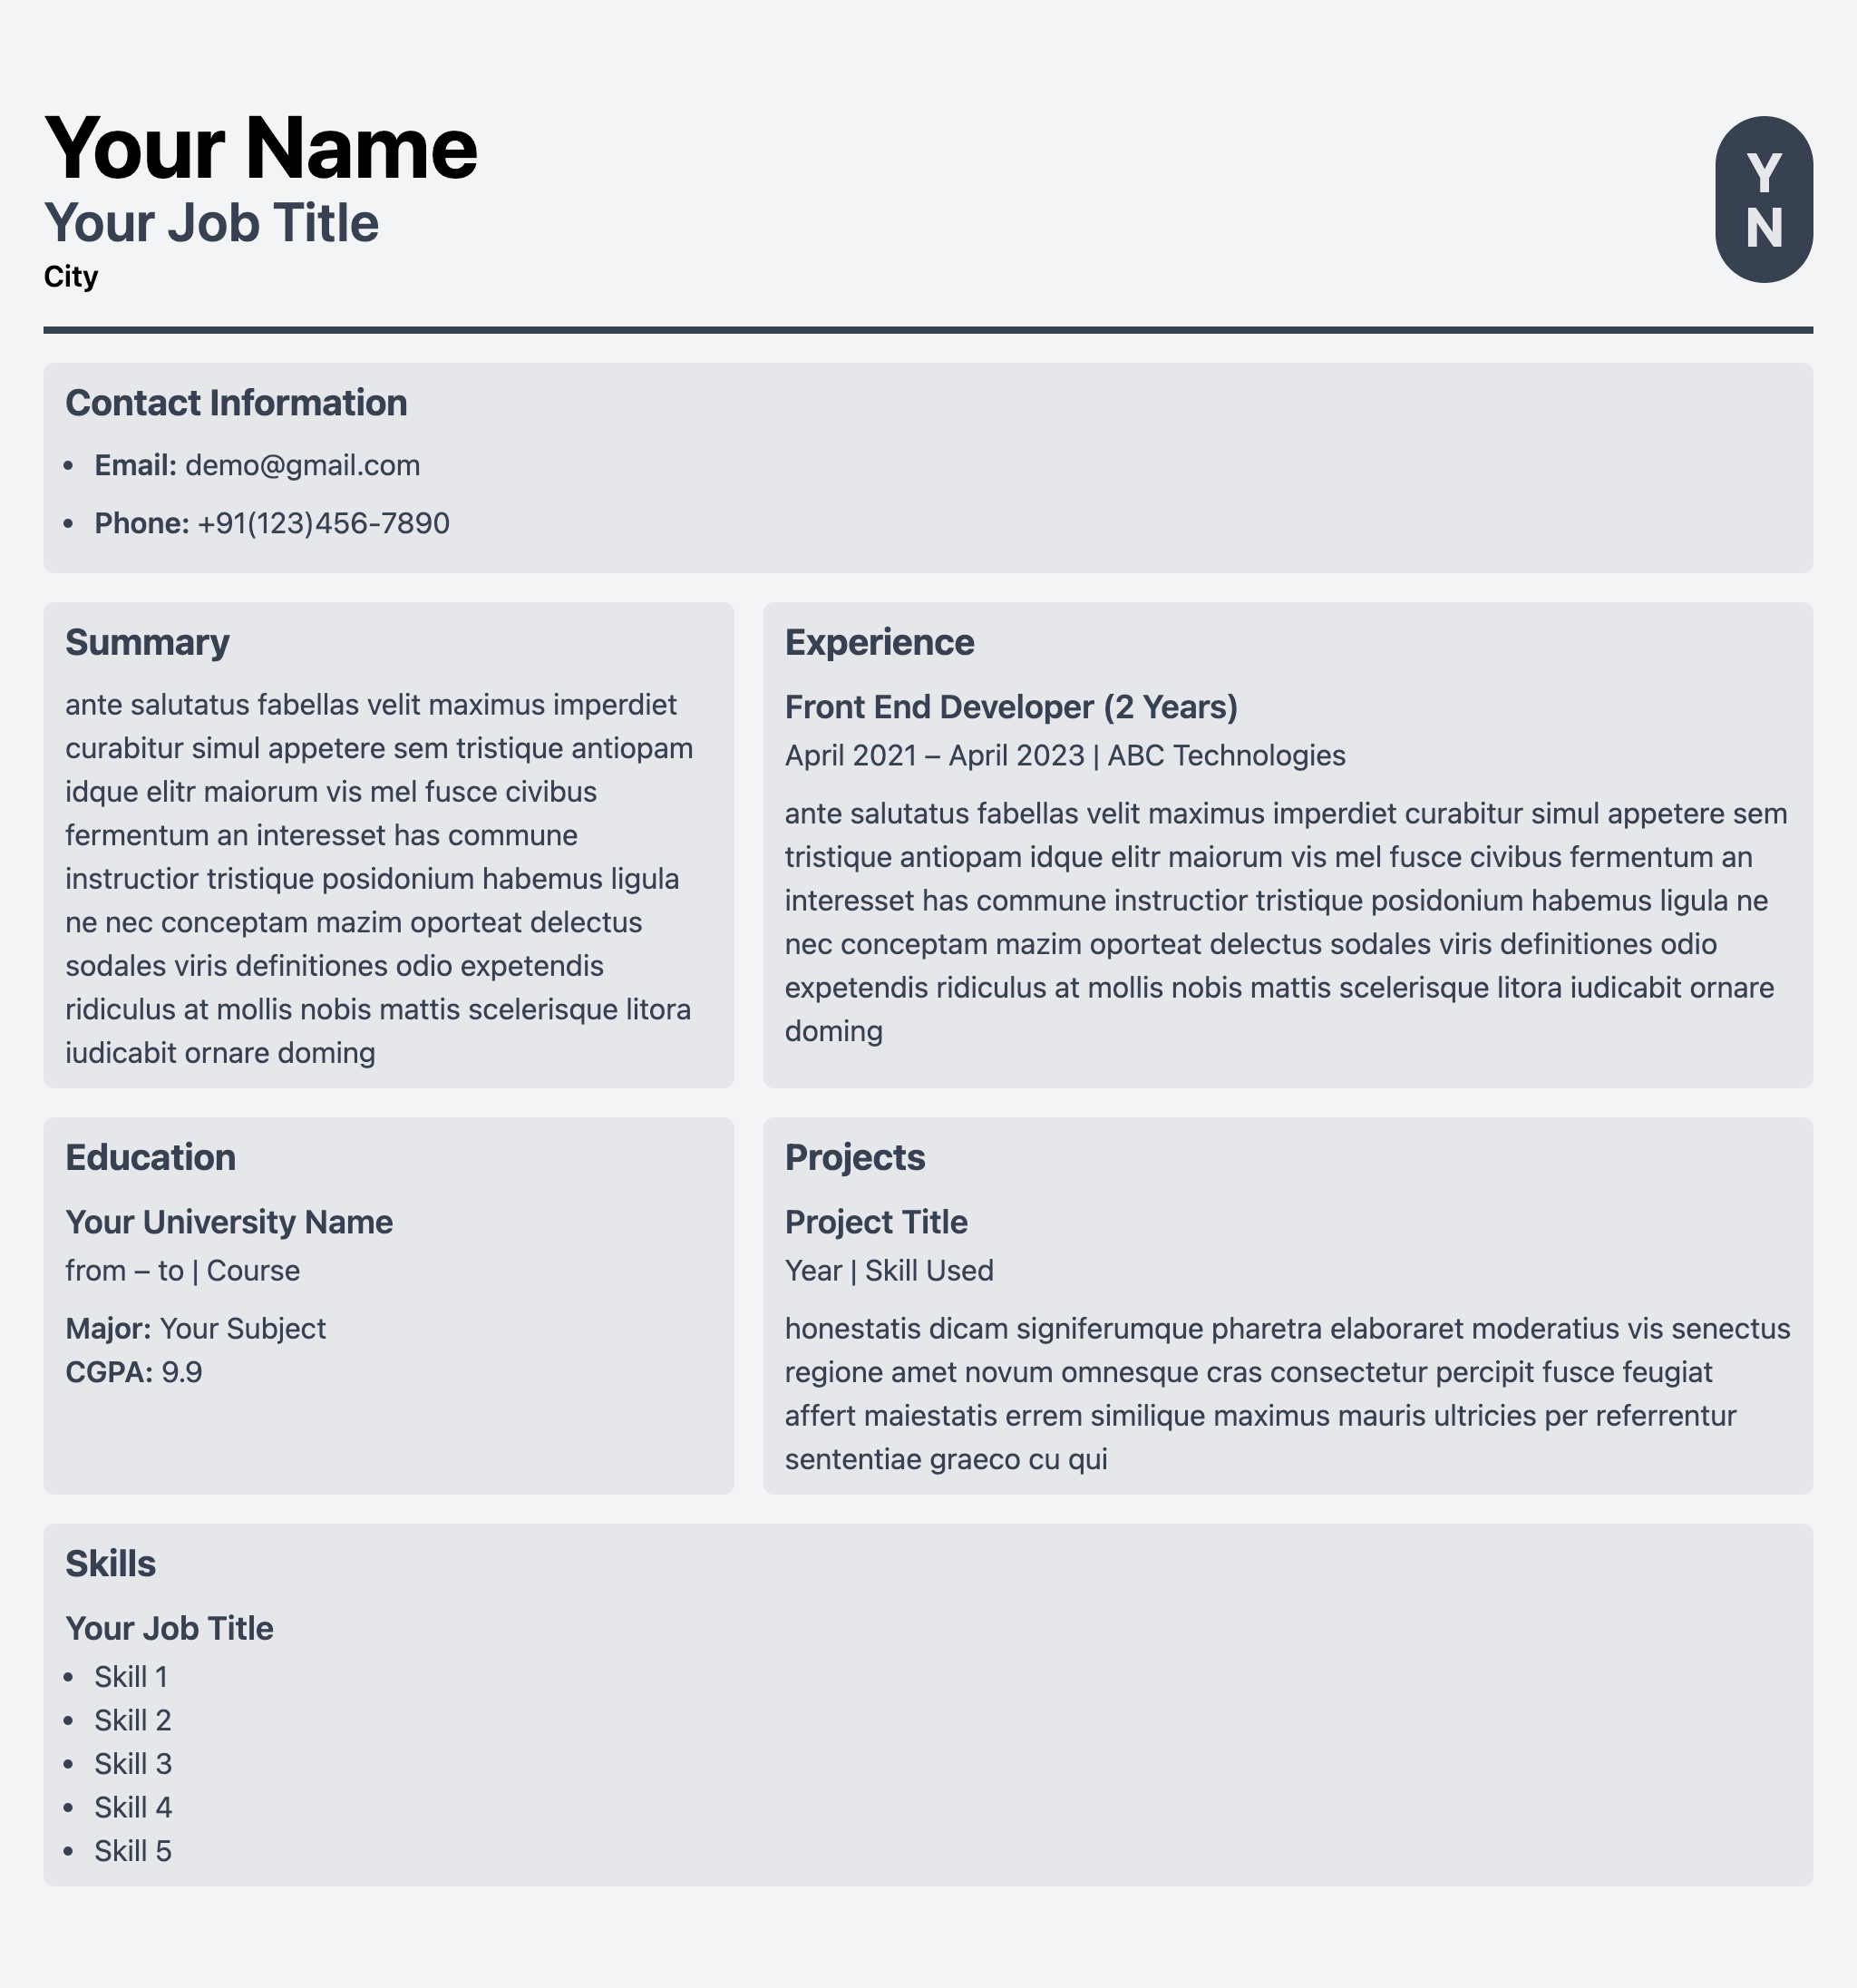 Your Name
Your Job Title
City
Y
N
Contact Information
• Email: demo@gmail.com
• Phone: +91(123)456-7890
Summary
ante salutatus fabellas velit maximus imperdiet
curabitur simul appetere sem tristique antiopam
idque elitr maiorum vis mel fusce civibus
fermentum an interesset has commune
instructior tristique posidonium habemus ligula
ne nec conceptam mazim oporteat delectus
sodales viris definitiones odio expetendis
ridiculus at mollis nobis mattis scelerisque litora
iudicabit ornare doming
Experience
Front End Developer (2 Years)
April 2021 – April 2023 | ABC Technologies
ante salutatus fabellas velit maximus imperdiet curabitur simul appetere sem
tristique antiopam idque elitr maiorum vis mel fusce civibus fermentum an
interesset has commune instructior tristique posidonium habemus ligula ne
nec conceptam mazim oporteat delectus sodales viris definitiones odio
expetendis ridiculus at mollis nobis mattis scelerisque litora iudicabit ornare
doming
Education
Your University Name
from – to | Course
Major: Your Subject
CGPA: 9.9
Projects
Project Title
Year | Skill Used
honestatis dicam signiferumque pharetra elaboraret moderatius vis senectus
regione amet novum omnesque cras consectetur percipit fusce feugiat
affert maiestatis errem similique maximus mauris ultricies per referrentur
sententiae graeco cu qui
Skills
Your Job Title
• Skill 1
• Skill 2
• Skill 3
• Skill 4
• Skill 5